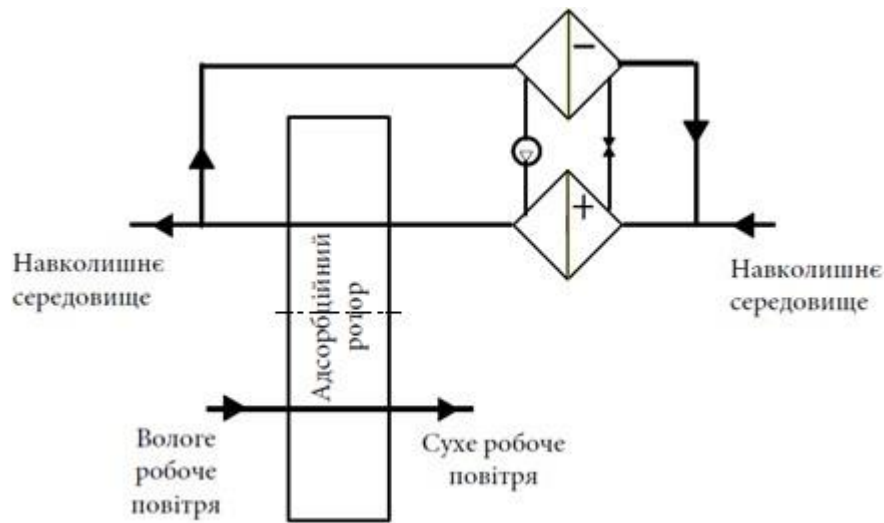 −
+
Навколишнє
середовище
Навколишнє
середовище
Адсорбційний
ротор
Вологе
робоче
повітря
Сухе робоче
повітря